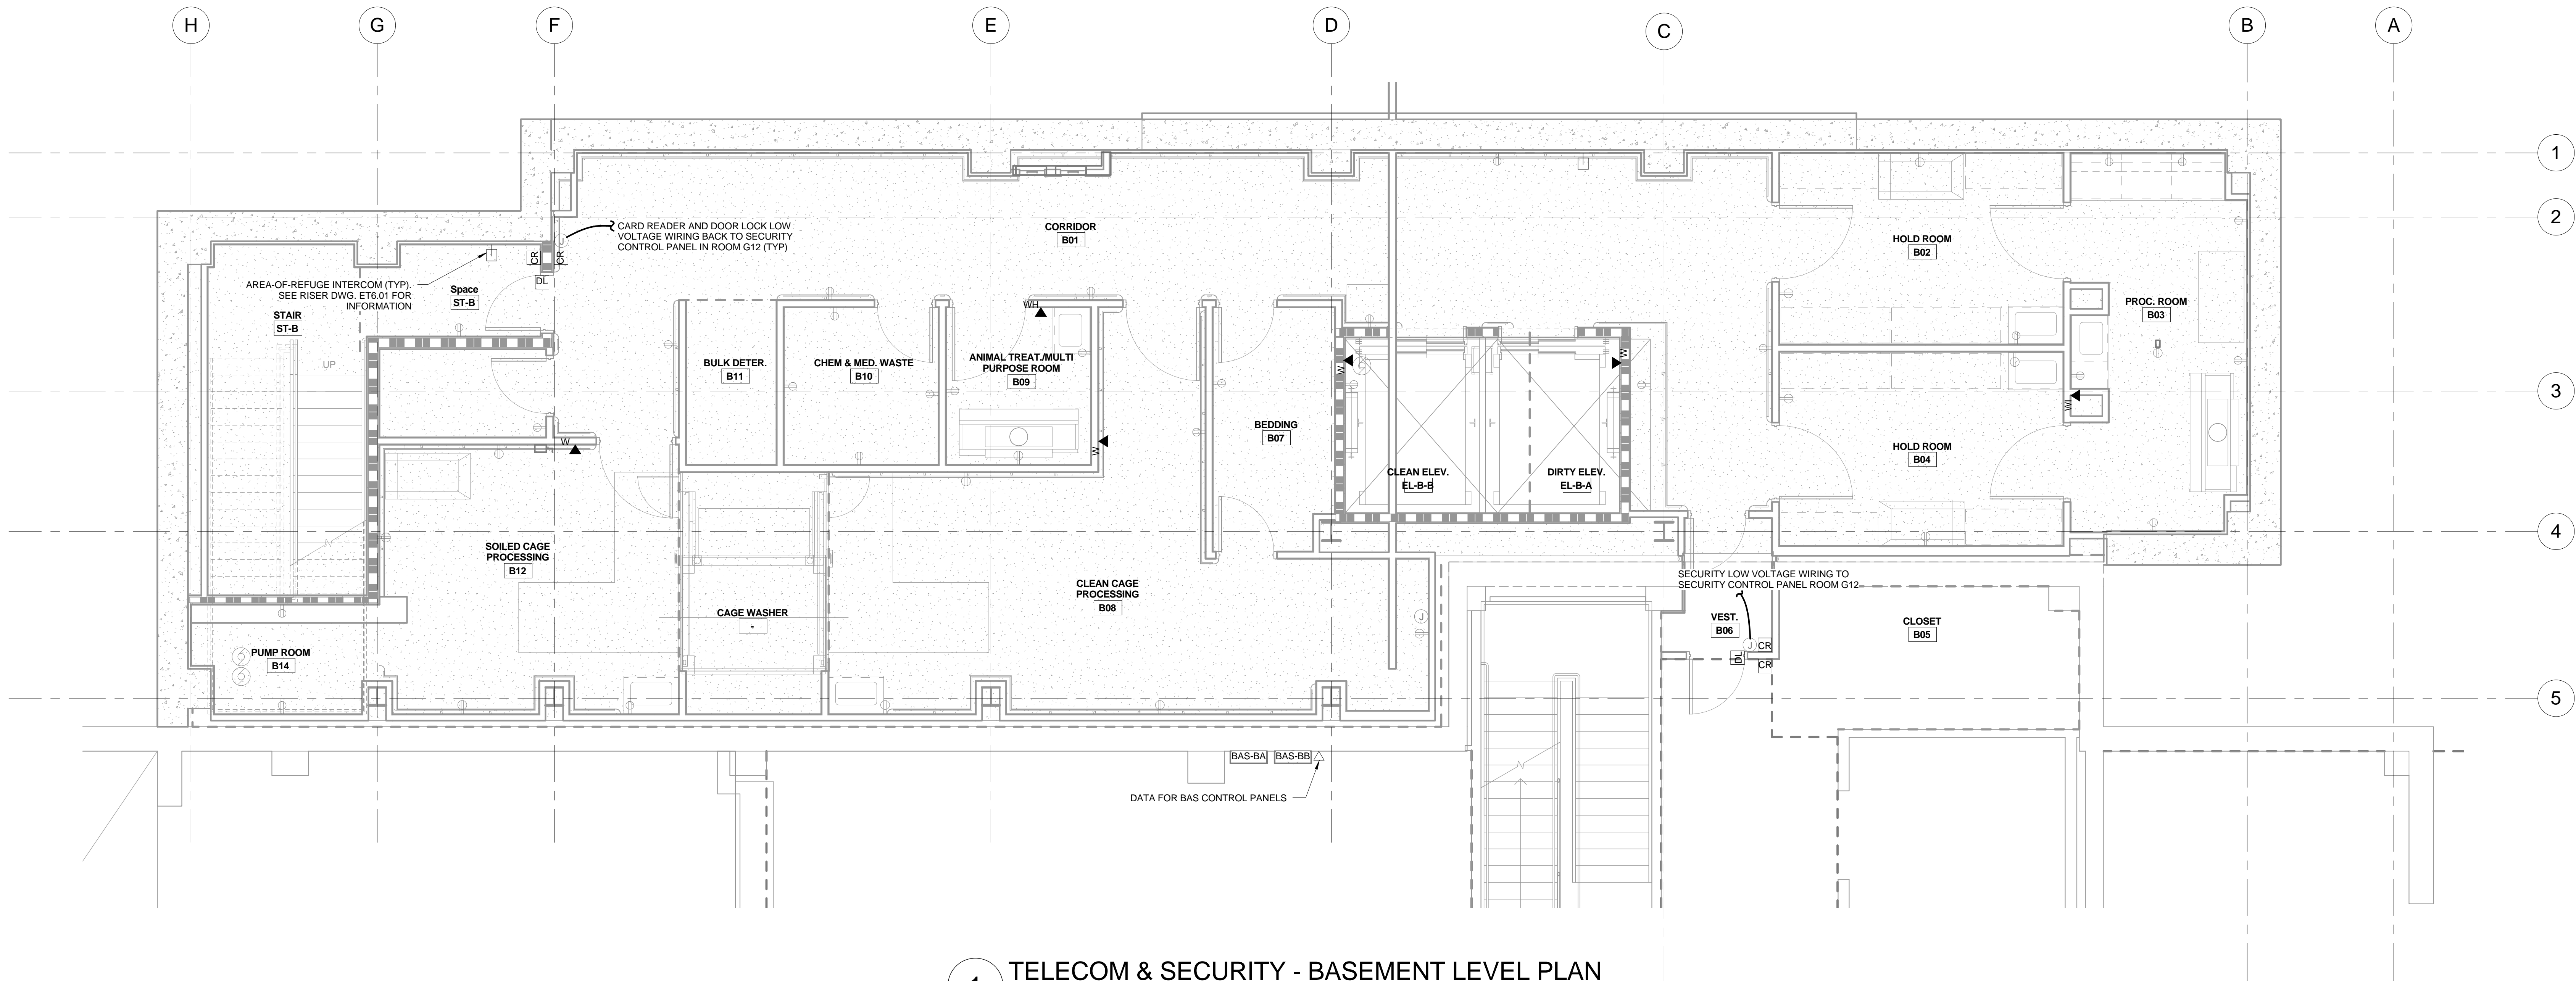 H
G
F
E
D
C
B
A
1
2
3
4
5
CARD READER AND DOOR LOCK LOW
VOLTAGE WIRING BACK TO SECURITY
CONTROL PANEL IN ROOM G12 (TYP)
J
CR
CR
DL
AREA-OF-REFUGE INTERCOM (TYP).
SEE RISER DWG. ET6.01 FOR
INFORMATION
Space
ST-B
STAIR
ST-B
UP
CORRIDOR
B01
HOLD ROOM
B02
PROC. ROOM
B03
WH
BULK DETER.
B11
CHEM & MED. WASTE
B10
ANIMAL TREAT./MULTI
PURPOSE ROOM
B09
W
W
W
W
WI
BEDDING
B07
CLEAN ELEV.
EL-B-B
DIRTY ELEV.
EL-B-A
HOLD ROOM
B04
SOILED CAGE
PROCESSING
B12
CLEAN CAGE
PROCESSING
B08
CAGE WASHER
-
SECURITY LOW VOLTAGE WIRING TO
SECURITY CONTROL PANEL ROOM G12
VEST.
B06
CLOSET
B05
J
J
CR
DL
CR
PUMP ROOM
B14
BAS-BA
BAS-BB
DATA FOR BAS CONTROL PANELS
TELECOM & SECURITY - BASEMENT LEVEL PLAN